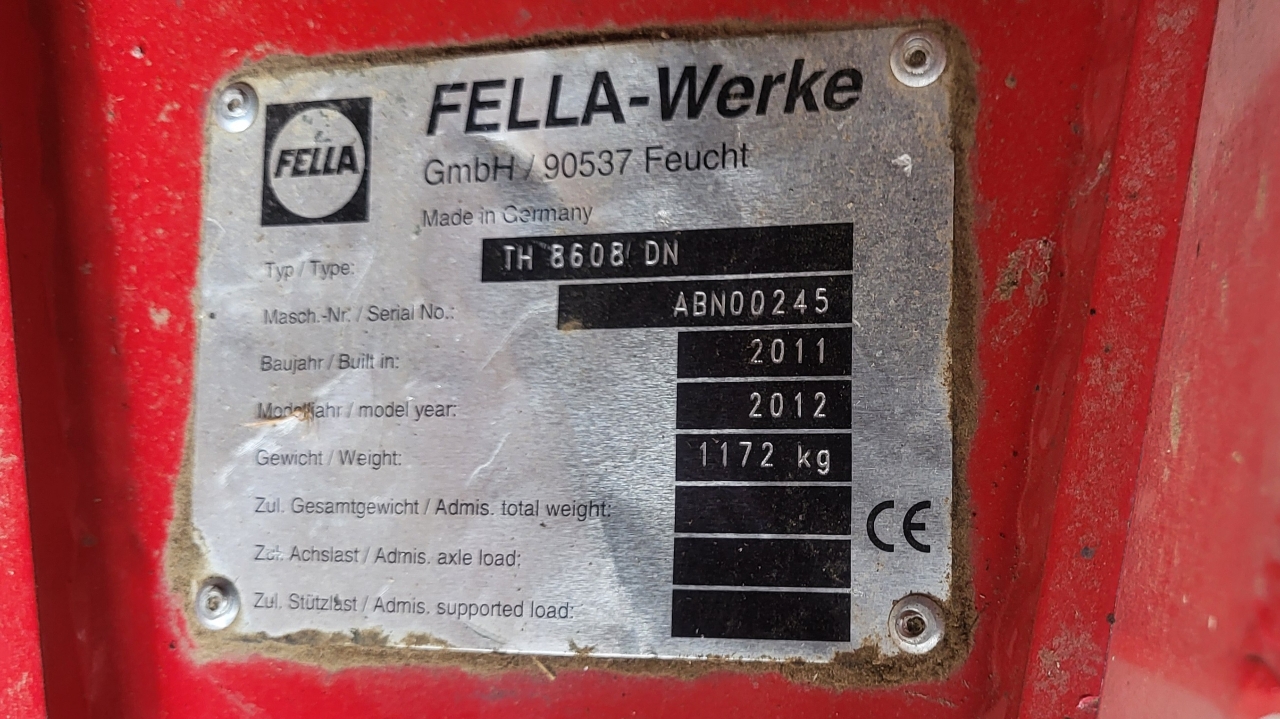 FELLA
FELLA-Werke
GmbH / 90537 Feucht
Made in Germany
Typ / Type: TH 8608 DN
Masch.-Nr. / Serial No.: ABN00245
Baujahr / Built in: 2011
Modelljahr / model year: 2012
Gewicht / Weight: 1172 kg
Zul. Gesamtgewicht / Admis. total weight:
Zul. Achslast / Admis. axle load:
Zul. Stützlast / Admis. supported load:
CE